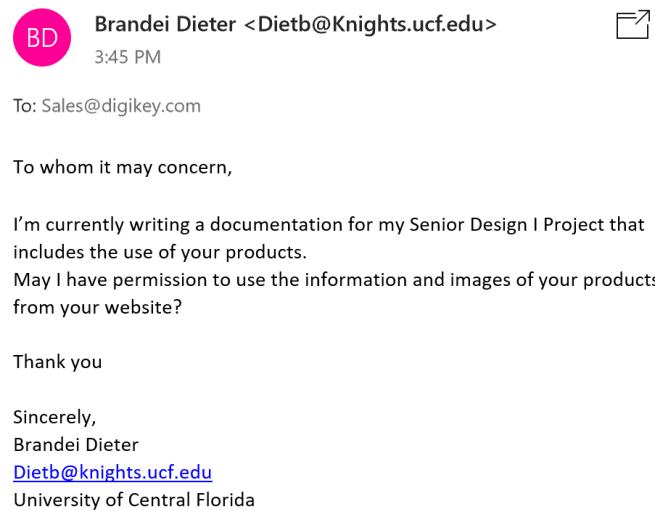 BD
Brandei Dieter <Dietb@Knights.ucf.edu>
3:45 PM
To: Sales@digikey.com
To whom it may concern,
I’m currently writing a documentation for my Senior Design I Project that
includes the use of your products.
May I have permission to use the information and images of your products
from your website?
Thank you
Sincerely,
Brandei Dieter
Dietb@knights.ucf.edu
University of Central Florida